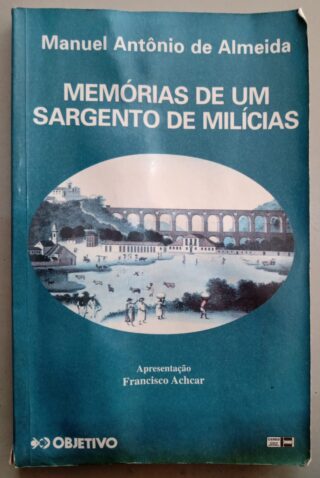 Manuel Antônio de Almeida
MEMÓRIAS DE UM
SARGENTO DE MILÍCIAS
Apresentação
Francisco Achcar
OBJETIVO